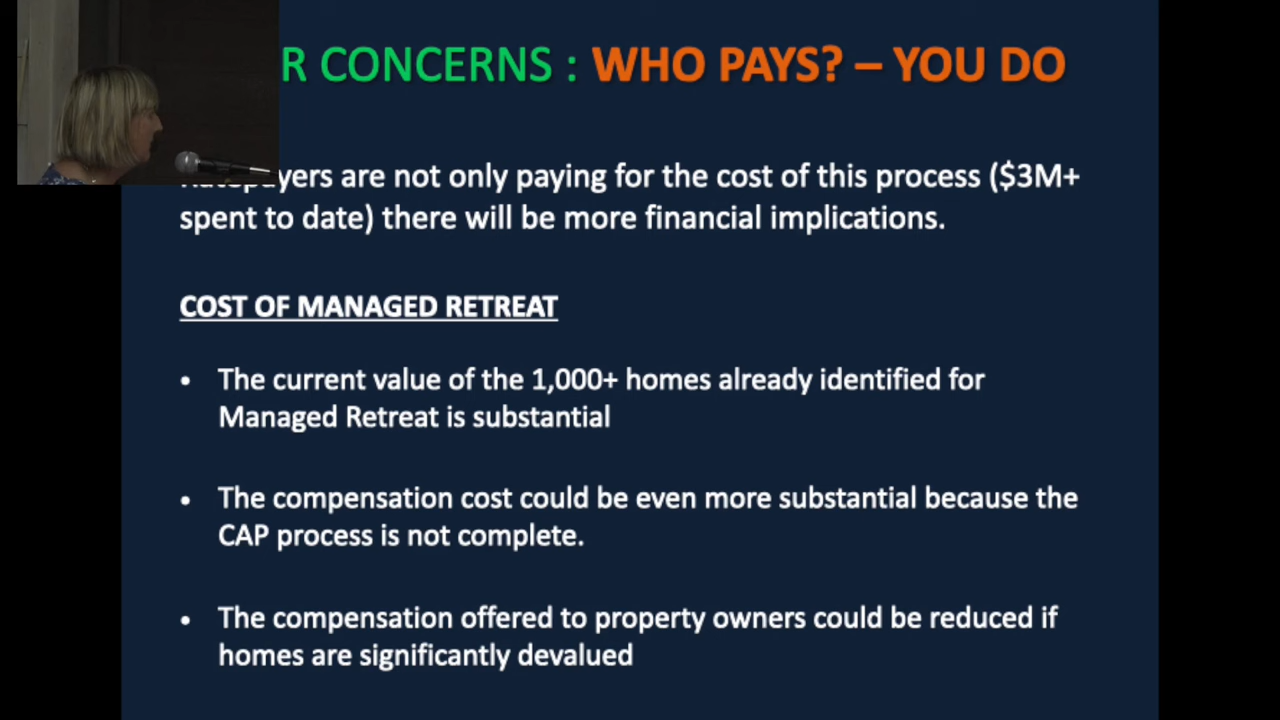 CONCERNS : WHO PAYS? – YOU DO
are not only paying for the cost of this process ($3M+
spent to date) there will be more financial implications.
COST OF MANAGED RETREAT
• The current value of the 1,000+ homes already identified for
Managed Retreat is substantial
• The compensation cost could be even more substantial because the
CAP process is not complete.
• The compensation offered to property owners could be reduced if
homes are significantly devalued